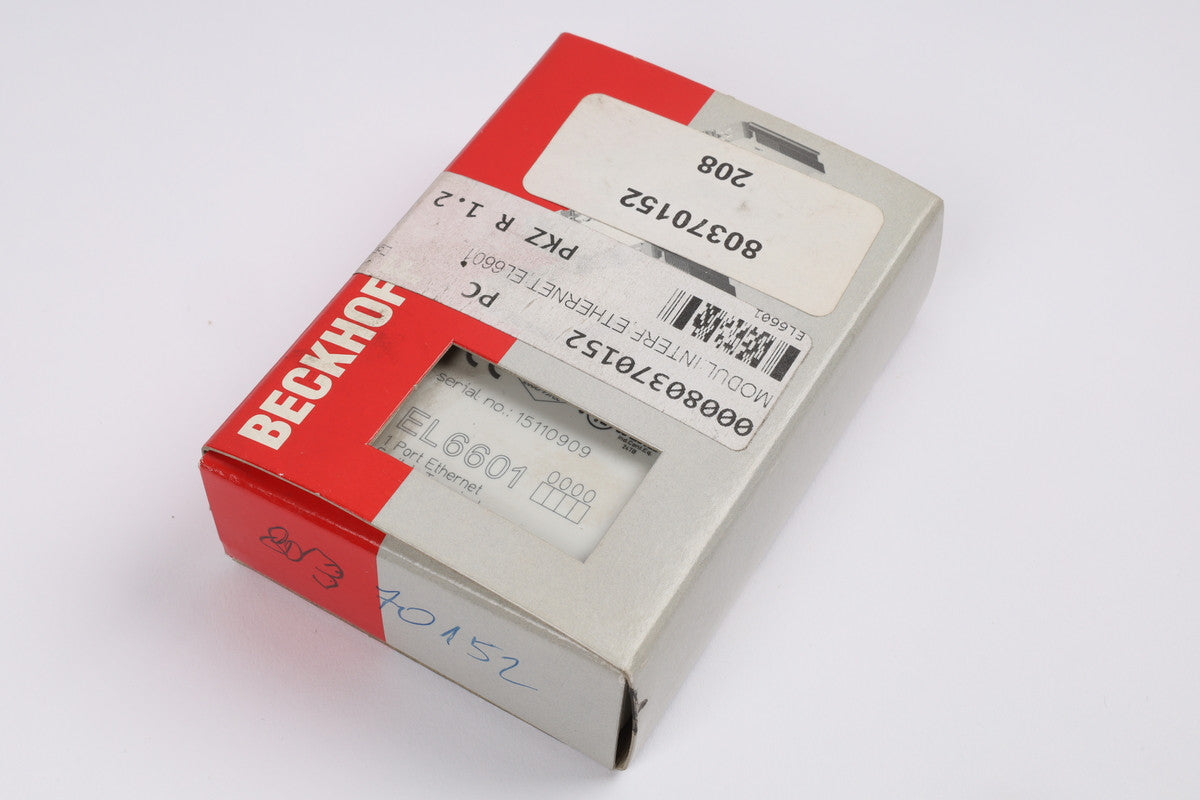 80370152
208
00080370152
MODUL INTERF.ETHERNET.EL6601
EL6601
PC
PKZ R 1.2
BECKHOF
serial no.: 15110909
EL6601
1 Port Ethernet
0000
70152